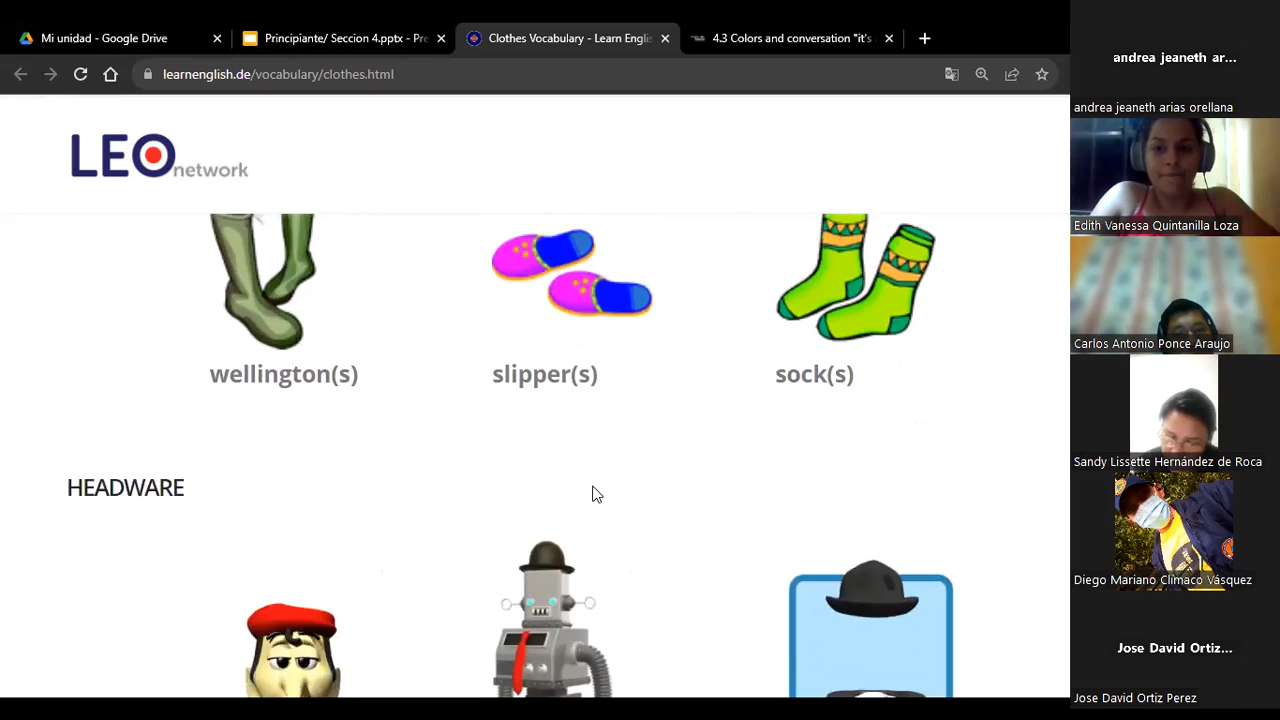 Mi unidad - Google Drive
Principiante/ Seccion 4.pptx - Pre
Clothes Vocabulary - Learn Englis
4.3 Colors and conversation "it's
learnenglish.de/vocabulary/clothes.html
LEO network
wellington(s)
slipper(s)
sock(s)
HEADWARE
andrea jeaneth ar...
andrea jeaneth arias orellana
Edith Vanessa Quintanilla Loza
Carlos Antonio Ponce Araujo
Sandy Lissette Hernández de Roca
Diego Mariano Clímaco Vásquez
Jose David Ortiz...
Jose David Ortiz Perez